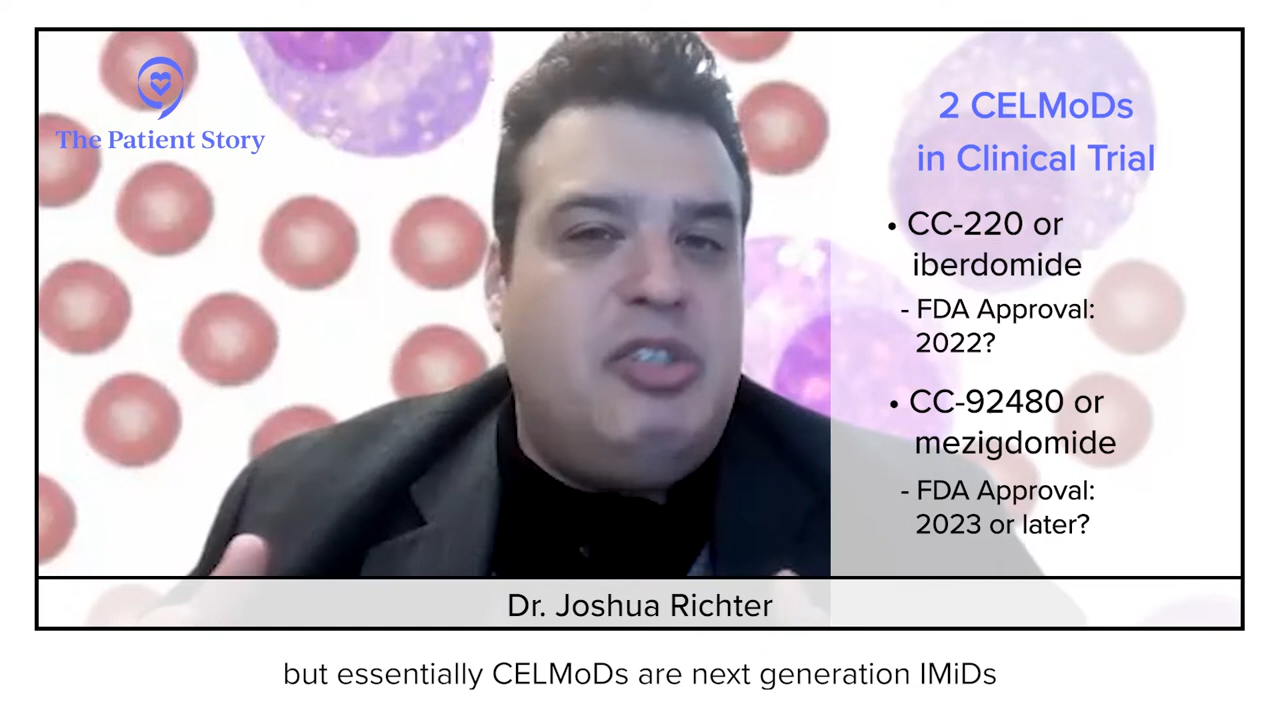 The Patient Story
2 CELMoDs
in Clinical Trial
• CC-220 or
iberdomide
- FDA Approval:
2022?
• CC-92480 or
mezigdomide
- FDA Approval:
2023 or later?
Dr. Joshua Richter
but essentially CELMoDs are next generation IMiDs